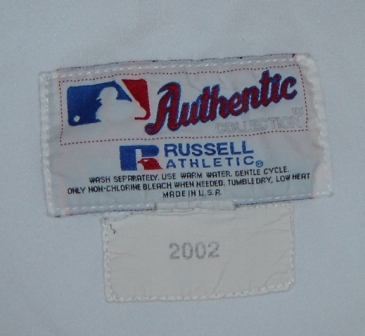 Authentic
COLLECTION
RUSSELL
ATHLETIC®
WASH SEPARATELY. USE WARM WATER. GENTLE CYCLE.
ONLY NON-CHLORINE BLEACH WHEN NEEDED. TUMBLE DRY, LOW HEAT
MADE IN U.S.A.
2002